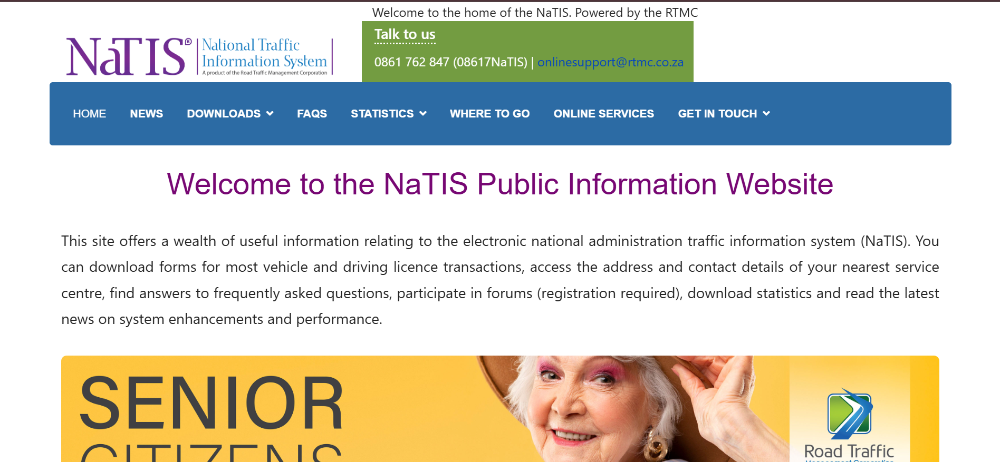 Welcome to the home of the NaTIS. Powered by the RTMC
Talk to us
0861 762 847 (08617NaTIS) | onlinesupport@rtmc.co.za
NaTIS®
National Traffic
Information System
A product of the Road Traffic Management Corporation
HOME NEWS DOWNLOADS FAQS STATISTICS WHERE TO GO ONLINE SERVICES GET IN TOUCH
Welcome to the NaTIS Public Information Website
This site offers a wealth of useful information relating to the electronic national administration traffic information system (NaTIS). You
can download forms for most vehicle and driving licence transactions, access the address and contact details of your nearest service
centre, find answers to frequently asked questions, participate in forums (registration required), download statistics and read the latest
news on system enhancements and performance.
SENIOR
CITIZENS
Road Traffic
Management Corporation